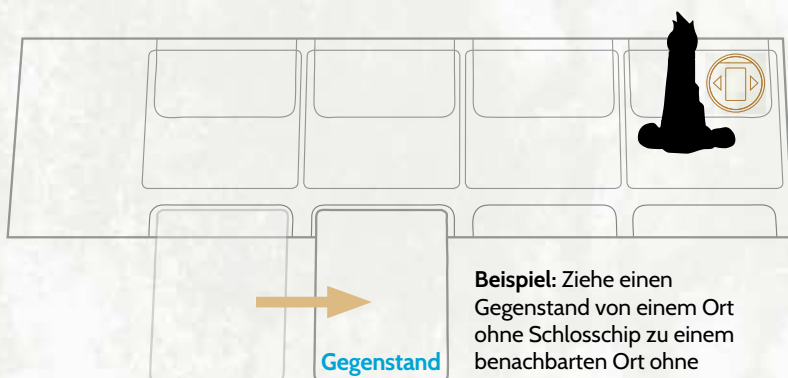 Beispiel: Ziehe einen
Gegenstand von einem Ort
ohne Schlosschip zu einem
benachbarten Ort ohne
Gegenstand